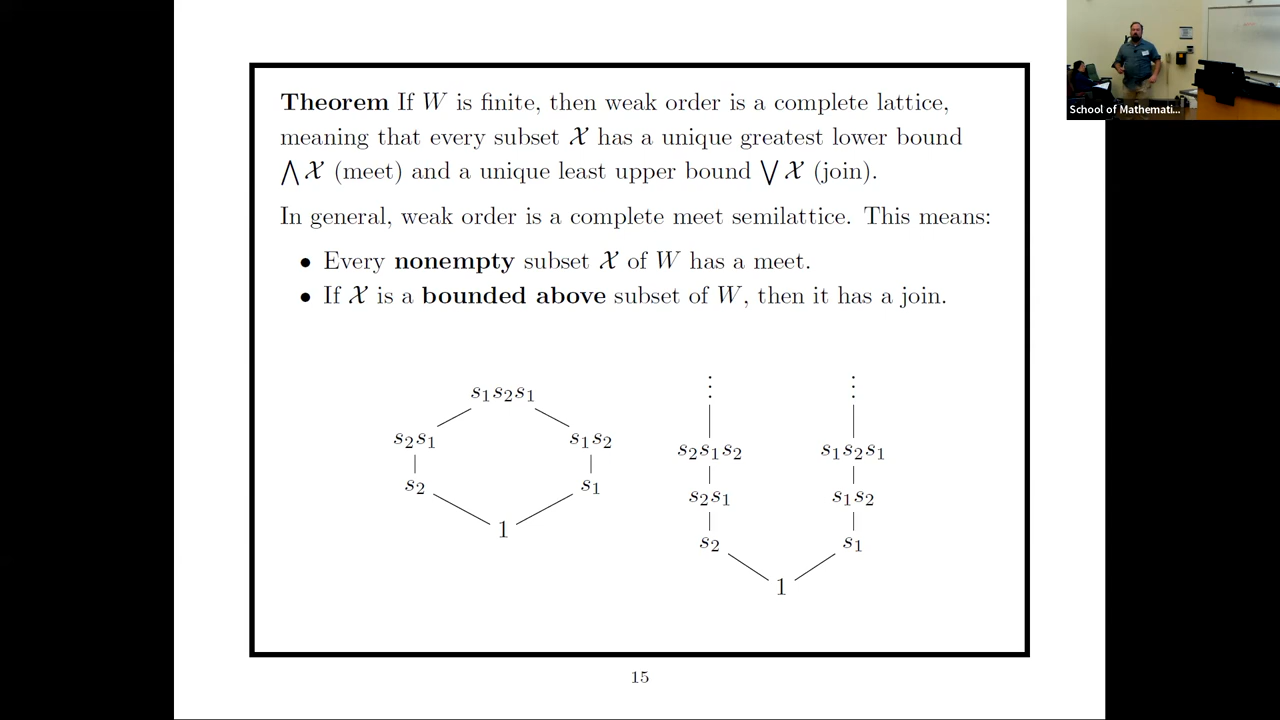 Theorem If W is finite, then weak order is a complete lattice,
meaning that every subset 𝒳 has a unique greatest lower bound
⋀ 𝒳 (meet) and a unique least upper bound ⋁ 𝒳 (join).
In general, weak order is a complete meet semilattice. This means:
• Every nonempty subset 𝒳 of W has a meet.
• If 𝒳 is a bounded above subset of W, then it has a join.
s₁s₂s₁
s₂s₁ s₁s₂
s₂ s₁
1
⋮ ⋮
s₂s₁s₂ s₁s₂s₁
s₂s₁ s₁s₂
s₂ s₁
1
15
School of Mathemati...